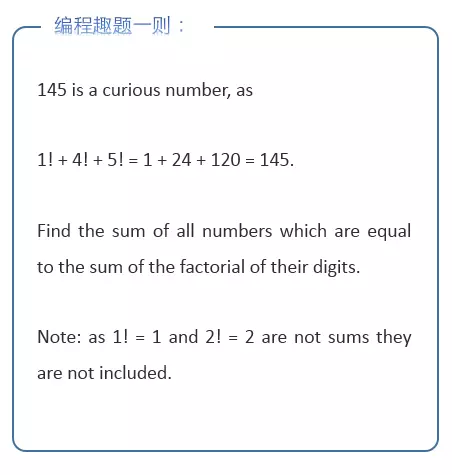 编程趣题一则：
145 is a curious number, as
1! + 4! + 5! = 1 + 24 + 120 = 145.
Find the sum of all numbers which are equal
to the sum of the factorial of their digits.
Note: as 1! = 1 and 2! = 2 are not sums they
are not included.